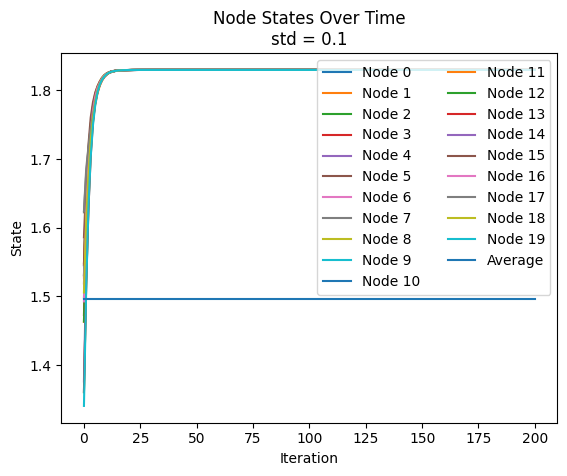 Node States Over Time
std = 0.1
State
1.8
1.7
1.6
1.5
1.4
Node 0
Node 1
Node 2
Node 3
Node 4
Node 5
Node 6
Node 7
Node 8
Node 9
Node 10
Node 11
Node 12
Node 13
Node 14
Node 15
Node 16
Node 17
Node 18
Node 19
Average
0 25 50 75 100 125 150 175 200
Iteration